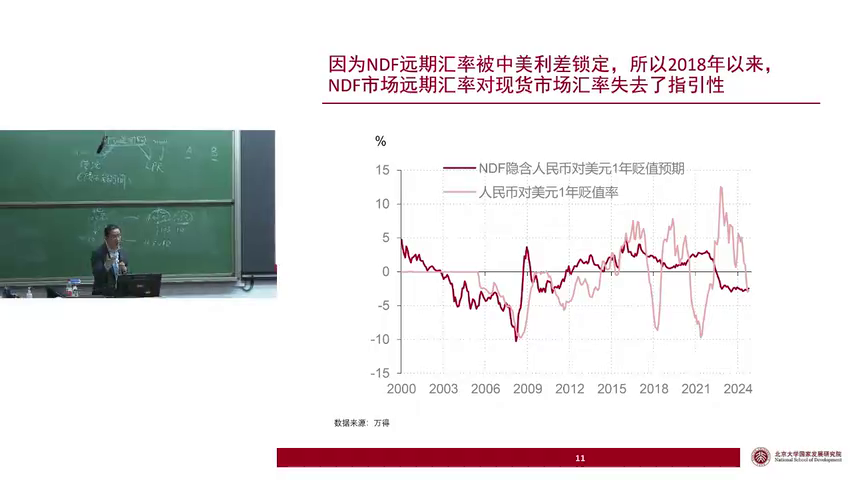 因为NDF远期汇率被中美利差锁定，所以2018年以来，
NDF市场远期汇率对现货市场汇率失去了指引性
%
NDF隐含人民币对美元1年贬值预期
人民币对美元1年贬值率
15
10
5
0
-5
-10
-15
2000 2003 2006 2009 2012 2015 2018 2021 2024
数据来源：万得
11
北京大学国家发展研究院
National School of Development
LPR
A B